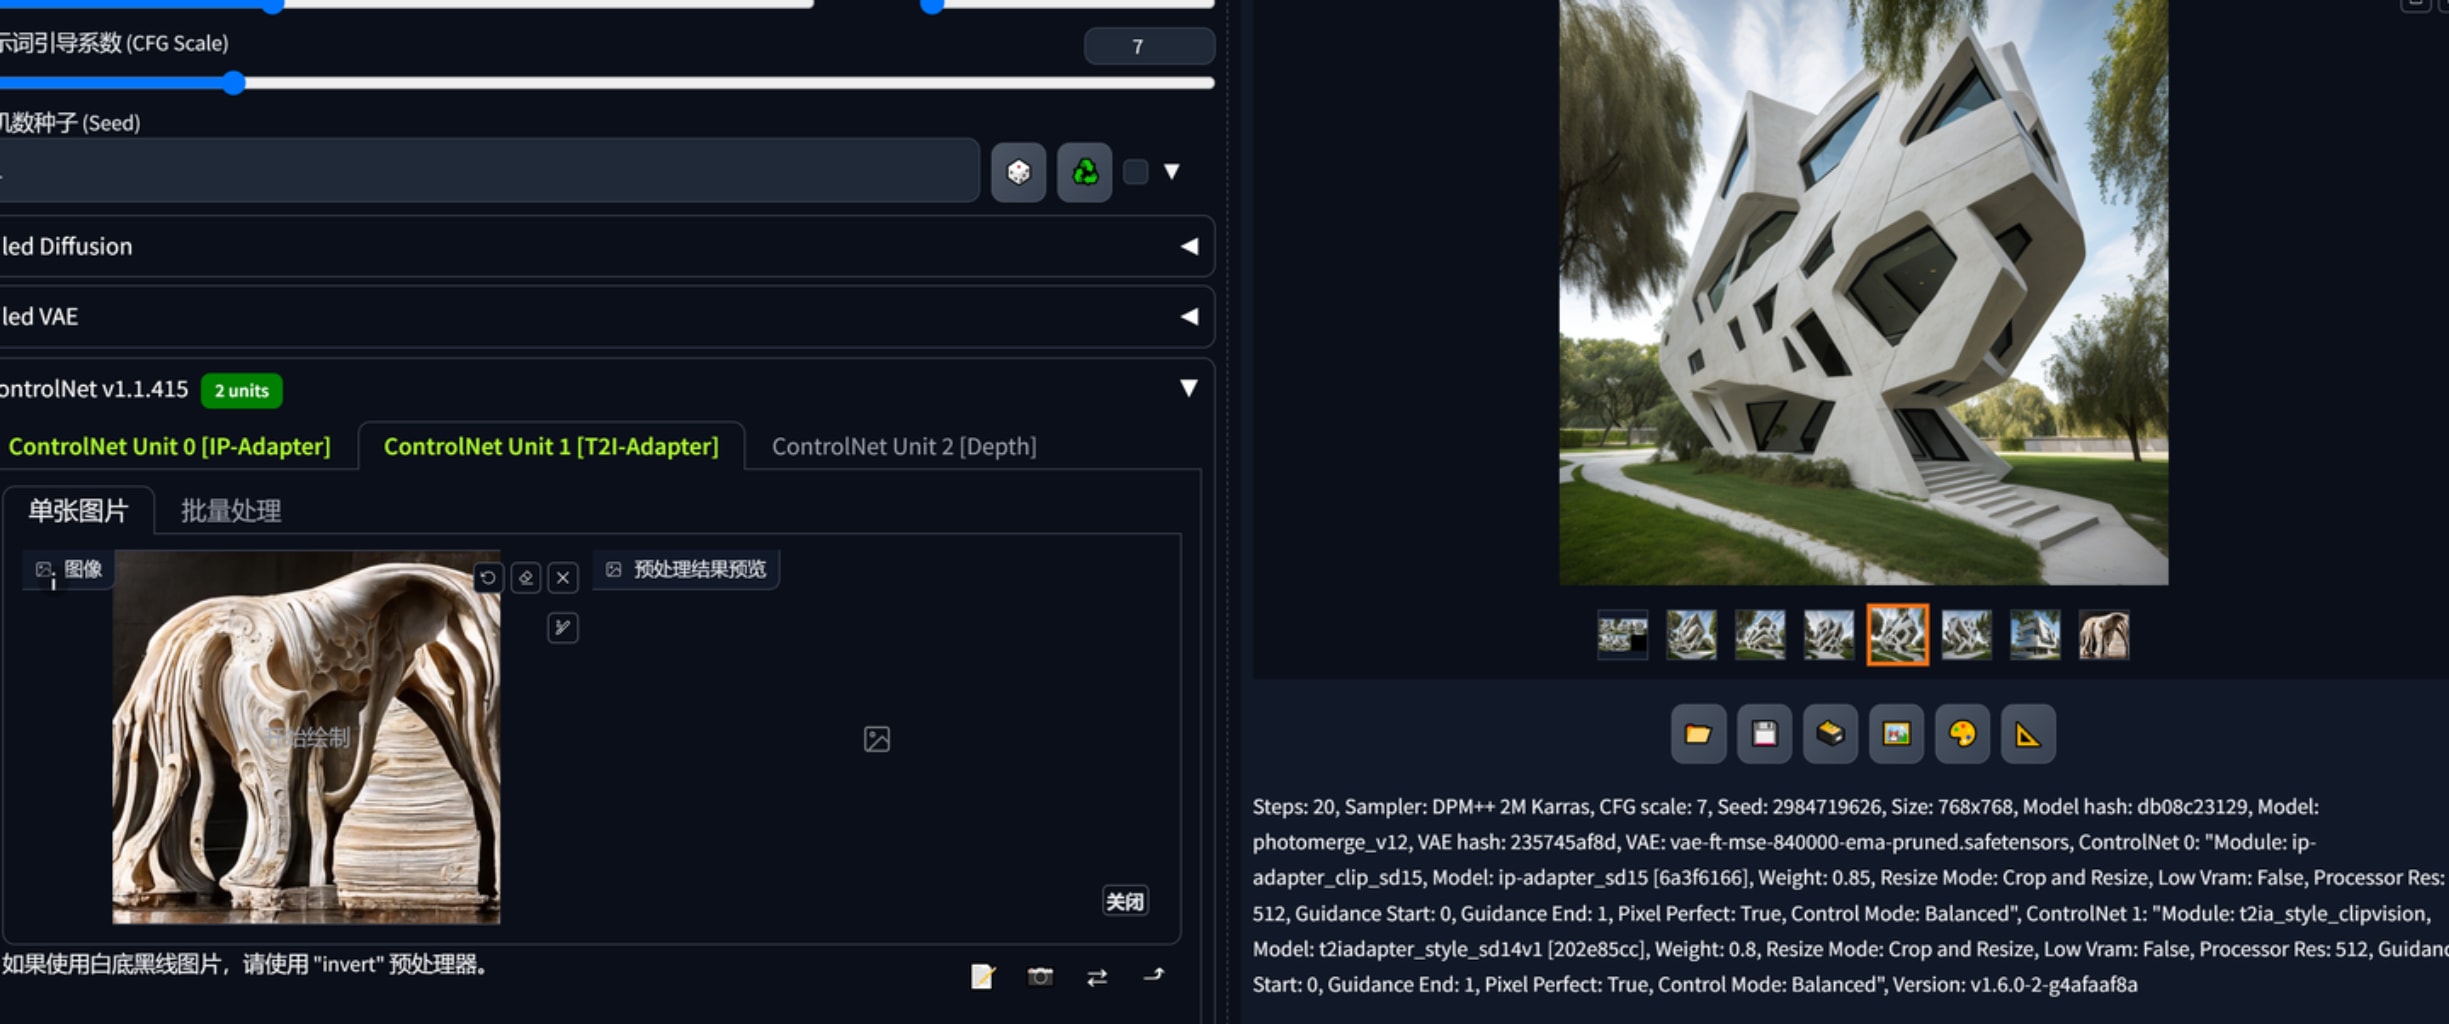 示词引导系数 (CFG Scale)
7
机数种子 (Seed)
led Diffusion
led VAE
ontrolNet v1.1.415
2 units
ControlNet Unit 0 [IP-Adapter]
ControlNet Unit 1 [T2I-Adapter]
ControlNet Unit 2 [Depth]
单张图片
批量处理
图像
预处理结果预览
开始绘制
关闭
如果使用白底黑线图片，请使用 "invert" 预处理器。
Steps: 20, Sampler: DPM++ 2M Karras, CFG scale: 7, Seed: 2984719626, Size: 768x768, Model hash: db08c23129, Model:
photomerge_v12, VAE hash: 235745af8d, VAE: vae-ft-mse-840000-ema-pruned.safetensors, ControlNet 0: "Module: ip-
adapter_clip_sd15, Model: ip-adapter_sd15 [6a3f6166], Weight: 0.85, Resize Mode: Crop and Resize, Low Vram: False, Processor Res:
512, Guidance Start: 0, Guidance End: 1, Pixel Perfect: True, Control Mode: Balanced", ControlNet 1: "Module: t2ia_style_clipvision,
Model: t2iadapter_style_sd14v1 [202e85cc], Weight: 0.8, Resize Mode: Crop and Resize, Low Vram: False, Processor Res: 512, Guidanc
Start: 0, Guidance End: 1, Pixel Perfect: True, Control Mode: Balanced", Version: v1.6.0-2-g4afaaf8a